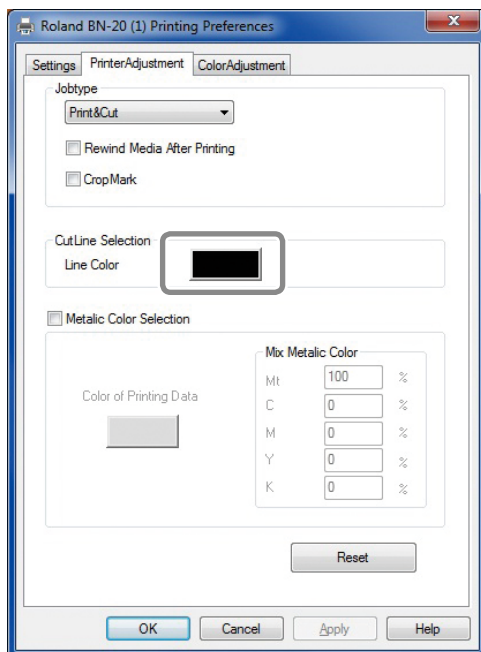 Roland BN-20 (1) Printing Preferences
Settings PrinterAdjustment ColorAdjustment
Jobtype
Print&Cut
Rewind Media After Printing
CropMark
CutLine Selection
Line Color
Metalic Color Selection
Mix Metalic Color
Mt 100 %
Color of Printing Data
C 0 %
M 0 %
Y 0 %
K 0 %
Reset
OK Cancel Apply Help